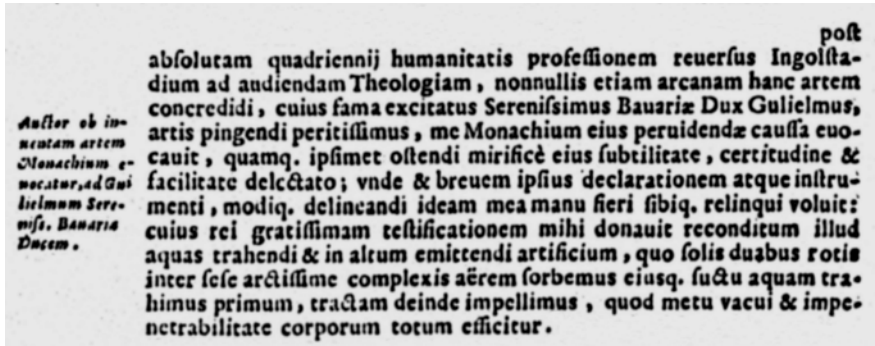 post
absolutam quadriennij humanitatis professionem reuersus Ingolsta-
dium ad audiendam Theologiam, nonnullis etiam arcanam hanc artem
concredidi, cuius fama excitatus Serenissimus Bauariæ Dux Gulielmus,
artis pingendi peritissimus, me Monachium eius peruidendæ caussa euo-
cauit, quamq. ipsimet ostendi mirificè eius subtilitate, certitudine &
facilitate delectato; vnde & breuem ipsius declarationem atque instru-
menti, modiq. delineandi ideam mea manu fieri sibiq. relinqui voluit:
cuius rei gratissimam testificationem mihi donauit reconditum illud
aquas trahendi & in altum emittendi artificium, quo solis duabus rotis
inter sese arctissime complexis aërem sorbemus eiusq. suctu aquam tra-
himus primum, tractam deinde impellimus, quod metu vacui & impe-
netrabilitate corporum totum efficitur.
Auctor ob in-
uentam artem
Monachium e-
uocatur, ad Gui
lielmum Sere-
niss. Bauariæ
Ducem.